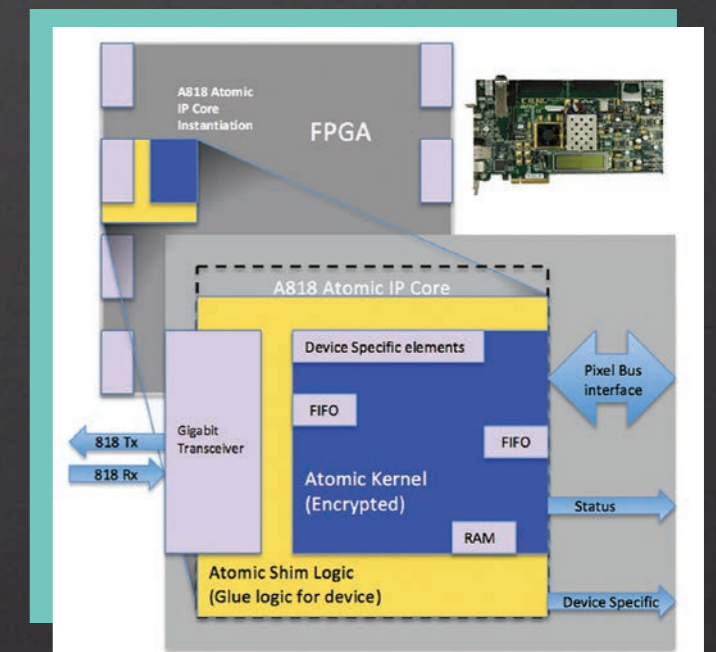 A818 Atomic
IP Core
Instantiation
FPGA
A818 Atomic IP Core
Device Specific elements
Pixel Bus
interface
FIFO
Gigabit
Transceiver
818 Tx
FIFO
818 Rx
Atomic Kernel
(Encrypted)
Status
RAM
Atomic Shim Logic
(Glue logic for device)
Device Specific